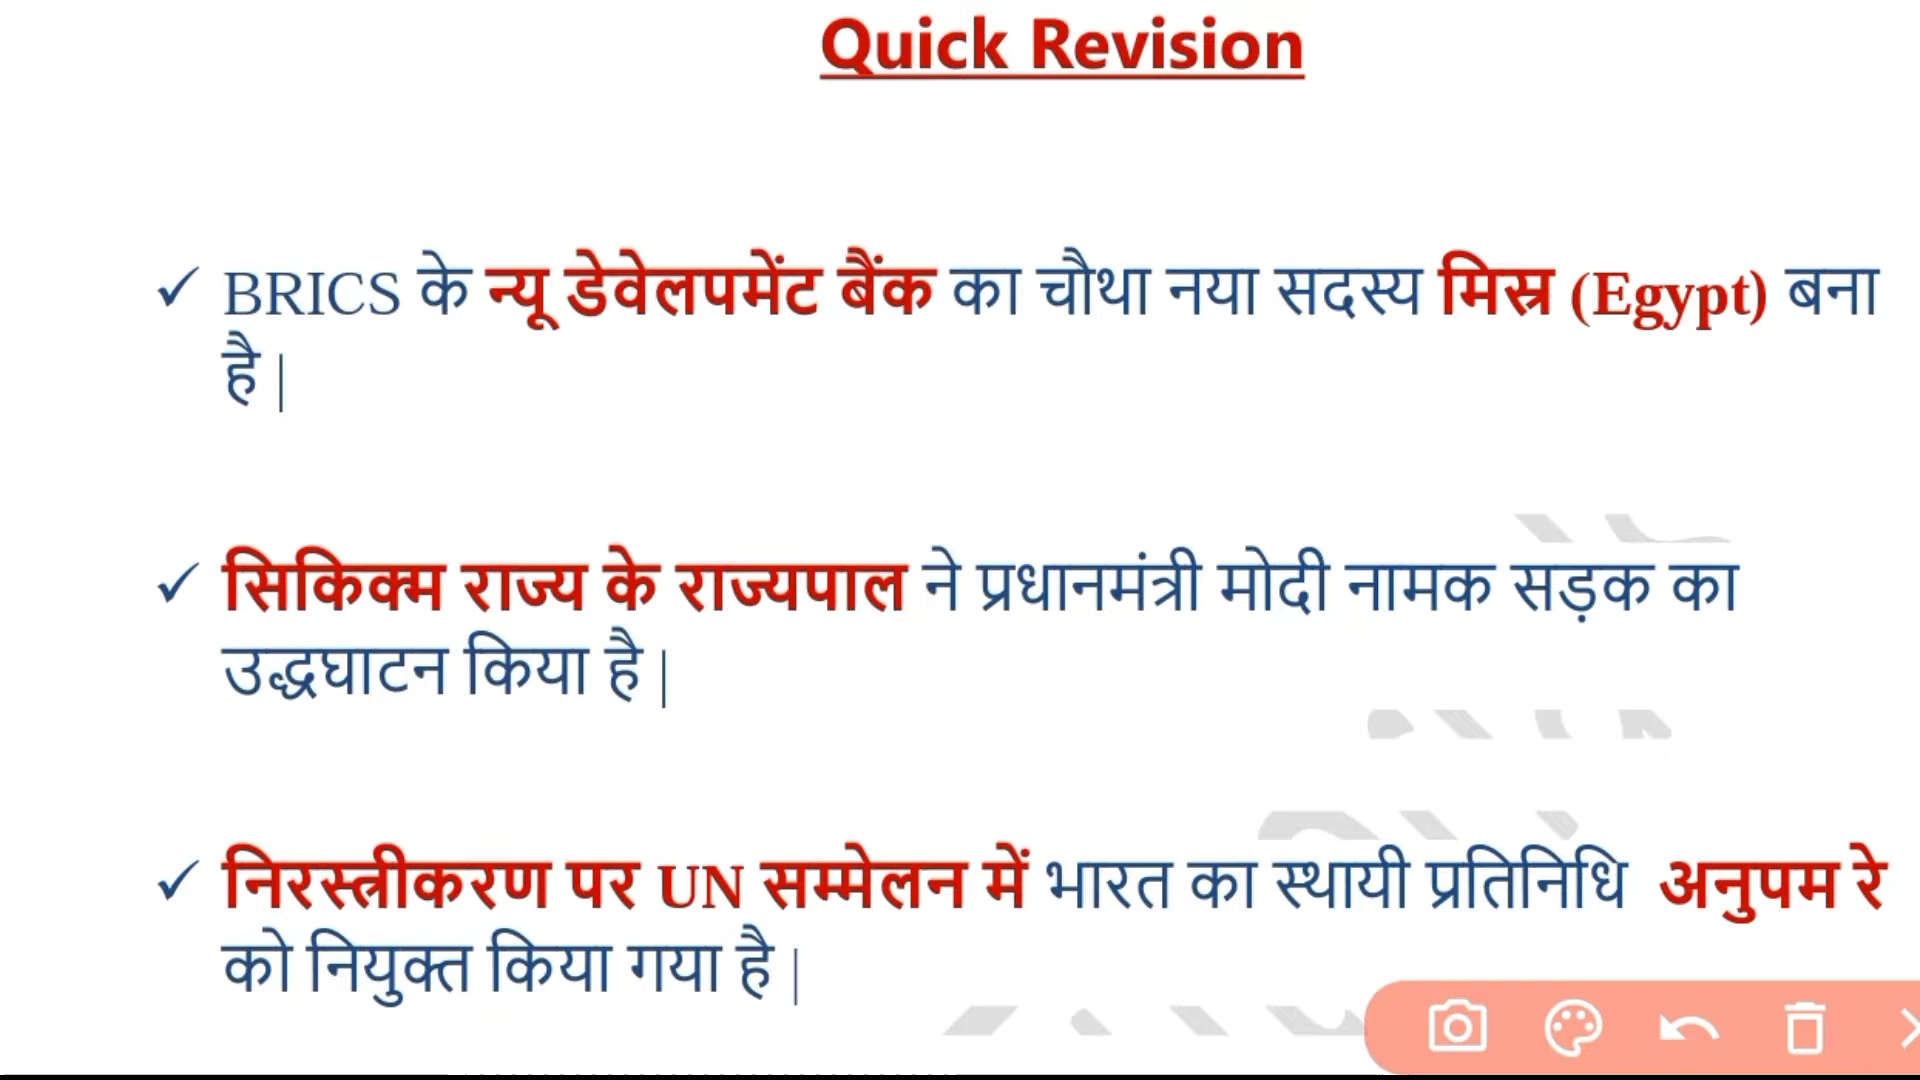 Quick Revision
✓ BRICS के न्यू डेवेलपमेंट बैंक का चौथा नया सदस्य मिस्र (Egypt) बना
है |
✓ सिकिक्म राज्य के राज्यपाल ने प्रधानमंत्री मोदी नामक सड़क का
उद्धघाटन किया है |
✓ निरस्त्रीकरण पर UN सम्मेलन में भारत का स्थायी प्रतिनिधि अनुपम रे
को नियुक्त किया गया है |